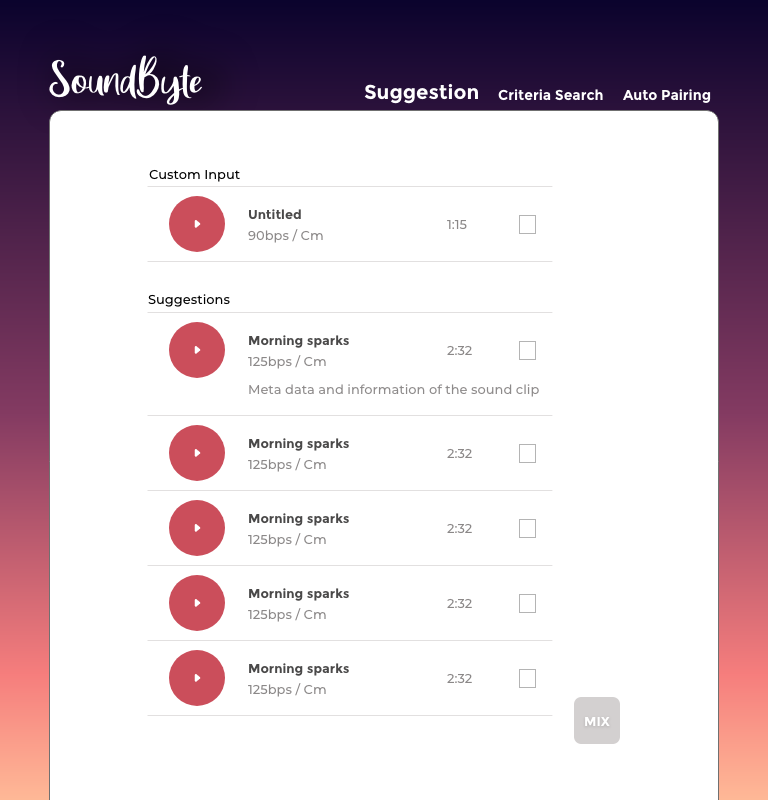 SoundByte
Suggestion Criteria Search Auto Pairing
Custom Input
Untitled
90bps / Cm
1:15
Suggestions
Morning sparks
125bps / Cm
2:32
Meta data and information of the sound clip
Morning sparks
125bps / Cm
2:32
Morning sparks
125bps / Cm
2:32
Morning sparks
125bps / Cm
2:32
Morning sparks
125bps / Cm
2:32
MIX